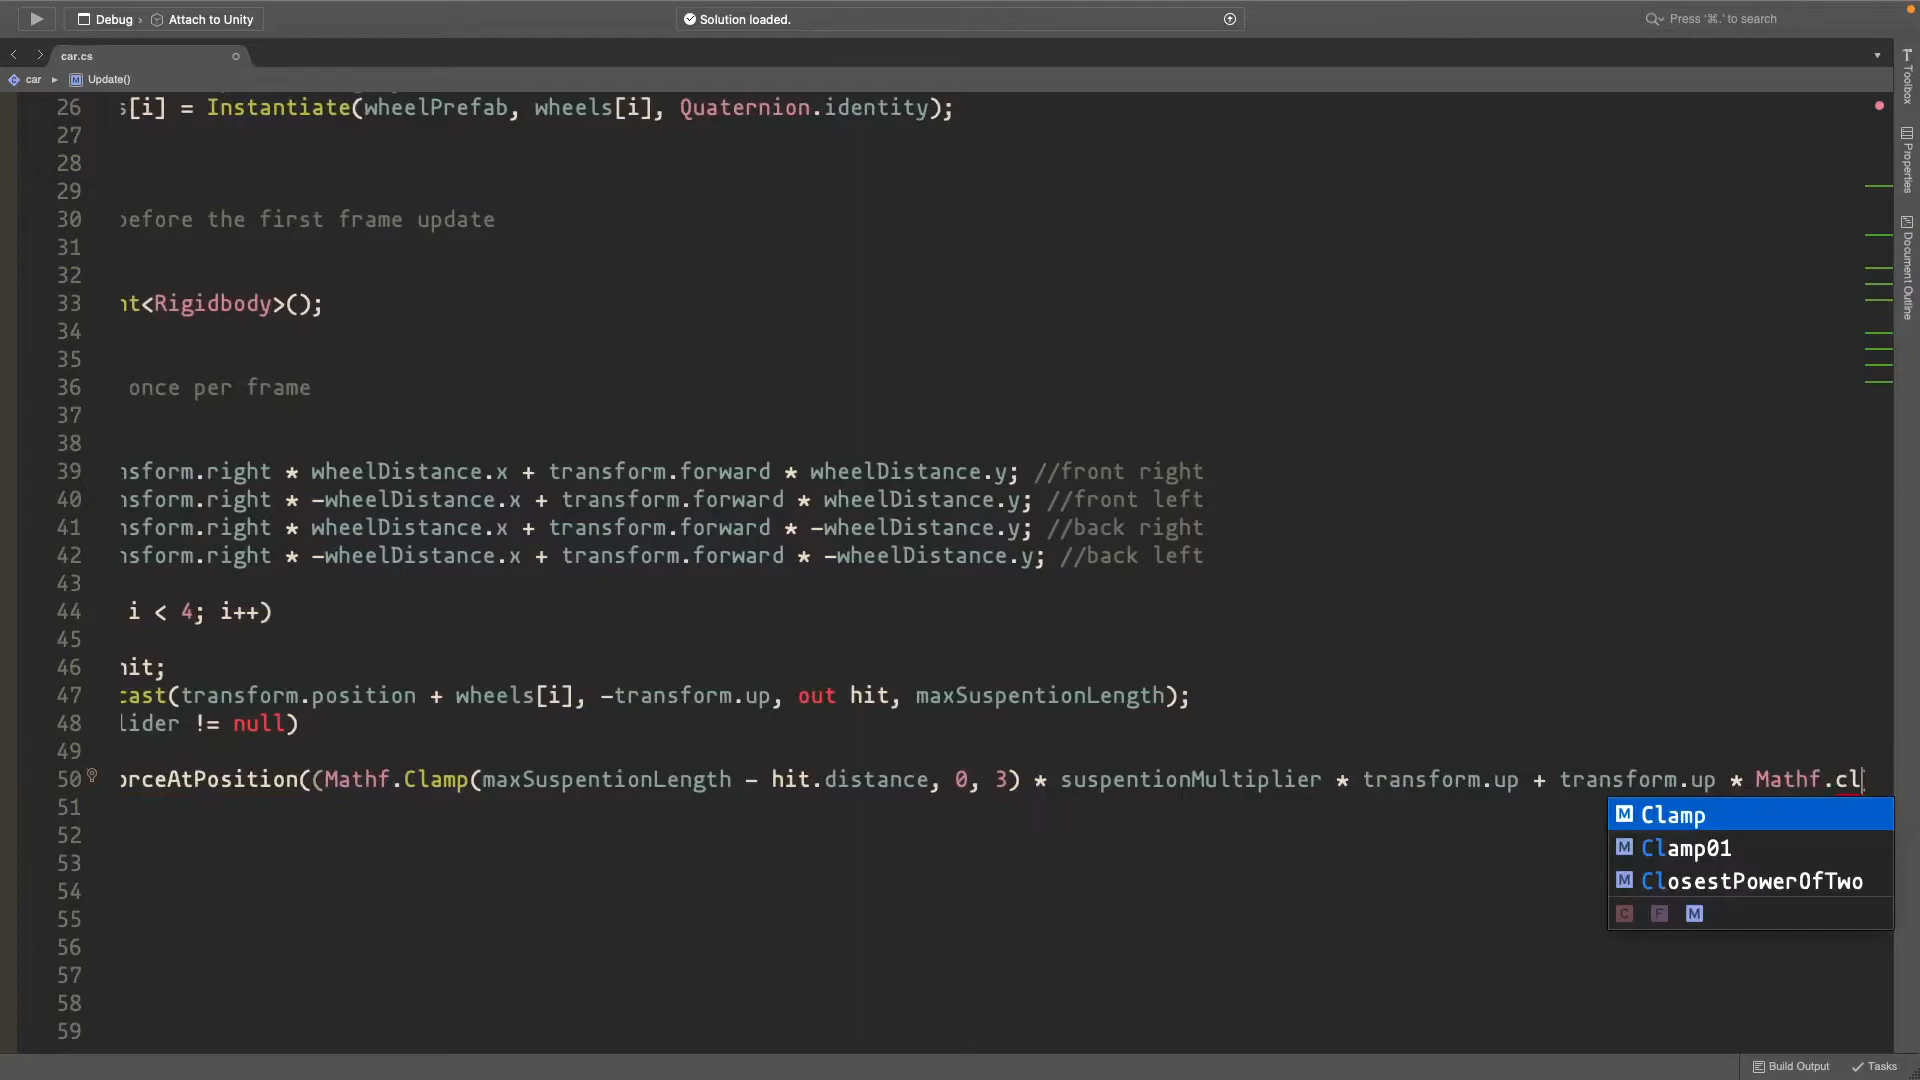 Debug › Attach to Unity
Solution loaded.
Press '⌘.' to search
car.cs
car ▸ M Update()
26 s[i] = Instantiate(wheelPrefab, wheels[i], Quaternion.identity);
27
28
29
30 before the first frame update
31
32
33 nt<Rigidbody>();
34
35
36 once per frame
37
38
39 nsform.right * wheelDistance.x + transform.forward * wheelDistance.y; //front right
40 nsform.right * -wheelDistance.x + transform.forward * wheelDistance.y; //front left
41 nsform.right * wheelDistance.x + transform.forward * -wheelDistance.y; //back right
42 nsform.right * -wheelDistance.x + transform.forward * -wheelDistance.y; //back left
43
44 i < 4; i++)
45
46 hit;
47 cast(transform.position + wheels[i], -transform.up, out hit, maxSuspentionLength);
48 lider != null)
49
50 orceAtPosition((Mathf.Clamp(maxSuspentionLength - hit.distance, 0, 3) * suspentionMultiplier * transform.up + transform.up * Mathf.cl
51
52
53
54
55
56
57
58
59
M Clamp
M Clamp01
M ClosestPowerOfTwo
C F M
Toolbox
Properties
Document Outline
Build Output
Tasks